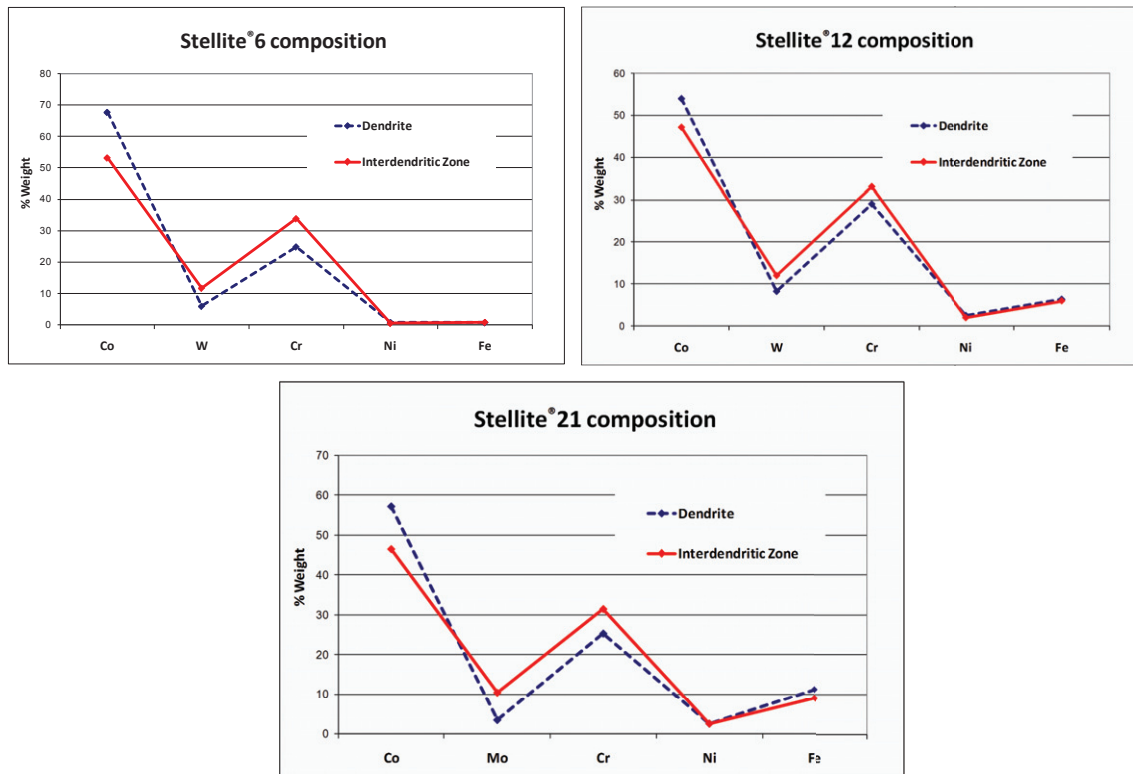 Stellite®6 composition
80
70
60
50
40
30
20
10
0
% Weight
Dendrite
Interdendritic Zone
Co W Cr Ni Fe
Stellite®12 composition
60
50
40
30
20
10
0
% Weight
Dendrite
Interdendritic Zone
Co W Cr Ni Fe
Stellite®21 composition
70
60
50
40
30
20
10
0
% Weight
Dendrite
Interdendritic Zone
Co Mo Cr Ni Fe